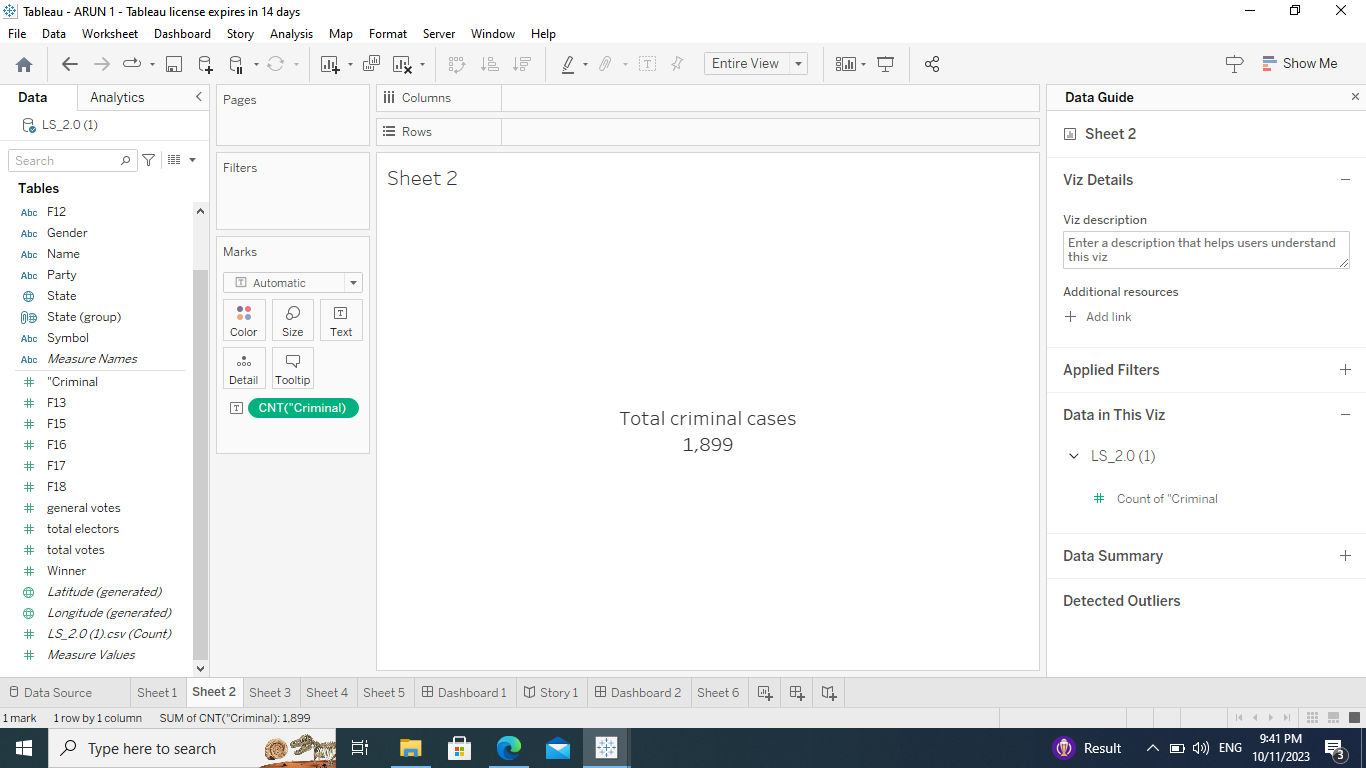 Tableau - ARUN 1 - Tableau license expires in 14 days
File Data Worksheet Dashboard Story Analysis Map Format Server Window Help
Entire View
Show Me
Data Analytics
LS_2.0 (1)
Search
Tables
Abc F12
Abc Gender
Abc Name
Abc Party
State
State (group)
Abc Symbol
Abc Measure Names
# "Criminal
# F13
# F15
# F16
# F17
# F18
# general votes
# total electors
# total votes
# Winner
Latitude (generated)
Longitude (generated)
# LS_2.0 (1).csv (Count)
# Measure Values
Pages
Filters
Marks
T Automatic
Color Size Text
Detail Tooltip
T CNT("Criminal)
Columns
Rows
Sheet 2
Total criminal cases
1,899
Data Guide
Sheet 2
Viz Details
Viz description
Enter a description that helps users understand
this viz
Additional resources
Add link
Applied Filters
Data in This Viz
LS_2.0 (1)
# Count of "Criminal
Data Summary
Detected Outliers
Data Source Sheet 1 Sheet 2 Sheet 3 Sheet 4 Sheet 5 Dashboard 1 Story 1 Dashboard 2 Sheet 6
1 mark 1 row by 1 column SUM of CNT("Criminal): 1,899
Type here to search
Result
ENG
9:41 PM
10/11/2023
3